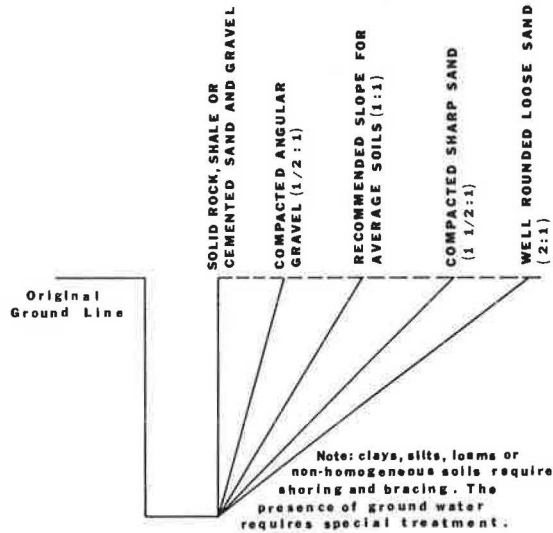 SOLID ROCK, SHALE OR
CEMENTED SAND AND GRAVEL
COMPACTED ANGULAR
GRAVEL (1/2 : 1)
RECOMMENDED SLOPE FOR
AVERAGE SOILS (1:1)
COMPACTED SHARP SAND
(1 1/2:1)
WELL ROUNDED LOOSE SAND
(2:1)
Original
Ground Line
Note: clays, silts, loams or
non-homogeneous soils require
shoring and bracing. The
presence of ground water
requires special treatment.